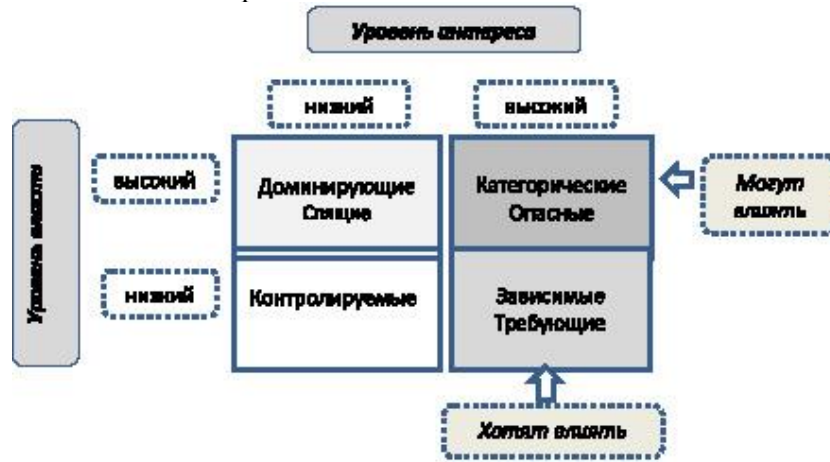 Уровень интереса
низкий
высокий
Уровень власти
высокий
Доминирующие
Спящие
Категорические
Опасные
Могут
влиять
низкий
Контролируемые
Зависимые
Требующие
Хотят влиять